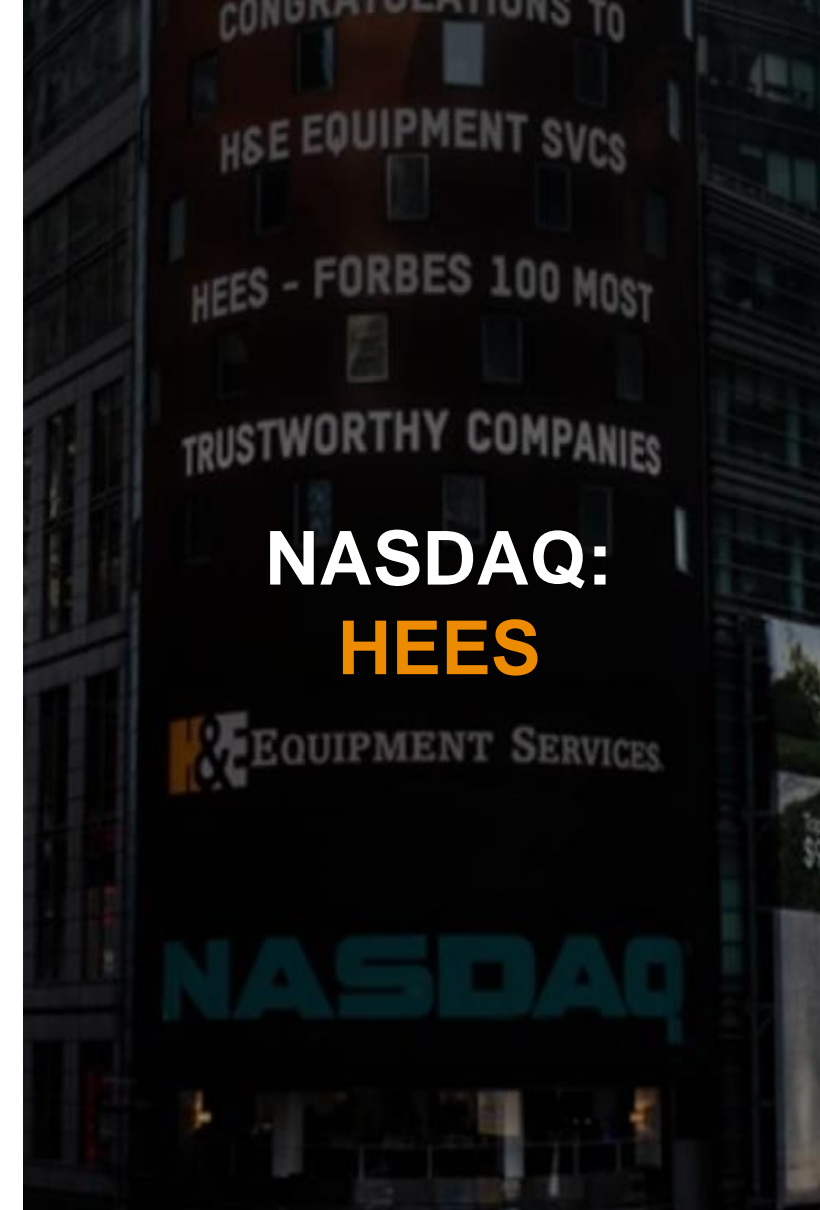 CONGRATULATIONS TO
H&E EQUIPMENT SVCS
HEES - FORBES 100 MOST
TRUSTWORTHY COMPANIES
NASDAQ:
HEES
H&E EQUIPMENT SERVICES
NASDAQ